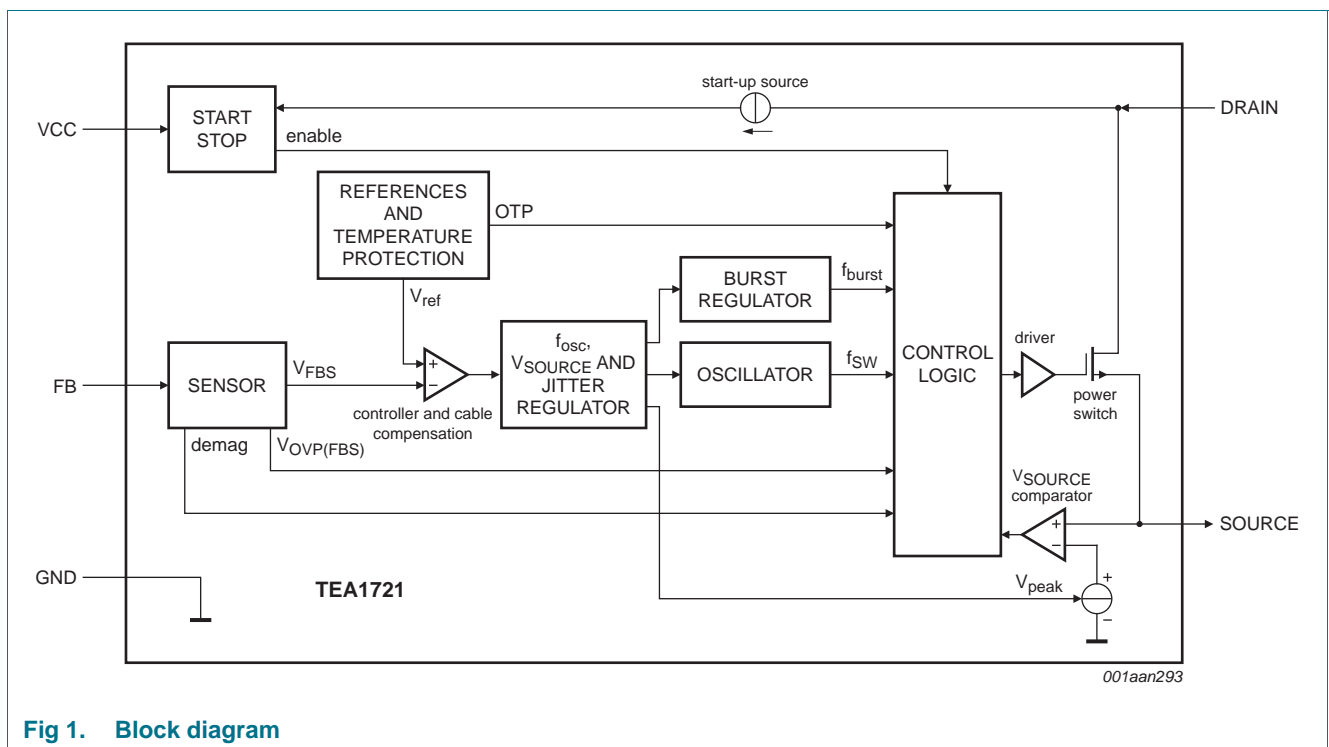 start-up source
VCC
START
STOP
DRAIN
enable
REFERENCES
AND
TEMPERATURE
PROTECTION
OTP
Vref
BURST
REGULATOR
fburst
fosc,
VSOURCE AND
JITTER
REGULATOR
OSCILLATOR
fSW
CONTROL
LOGIC
driver
power
switch
FB
SENSOR
VFBS
+
−
controller and cable
compensation
demag
VOVP(FBS)
VSOURCE
comparator
+
−
SOURCE
GND
TEA1721
Vpeak
+
−
001aan293
Fig 1. Block diagram